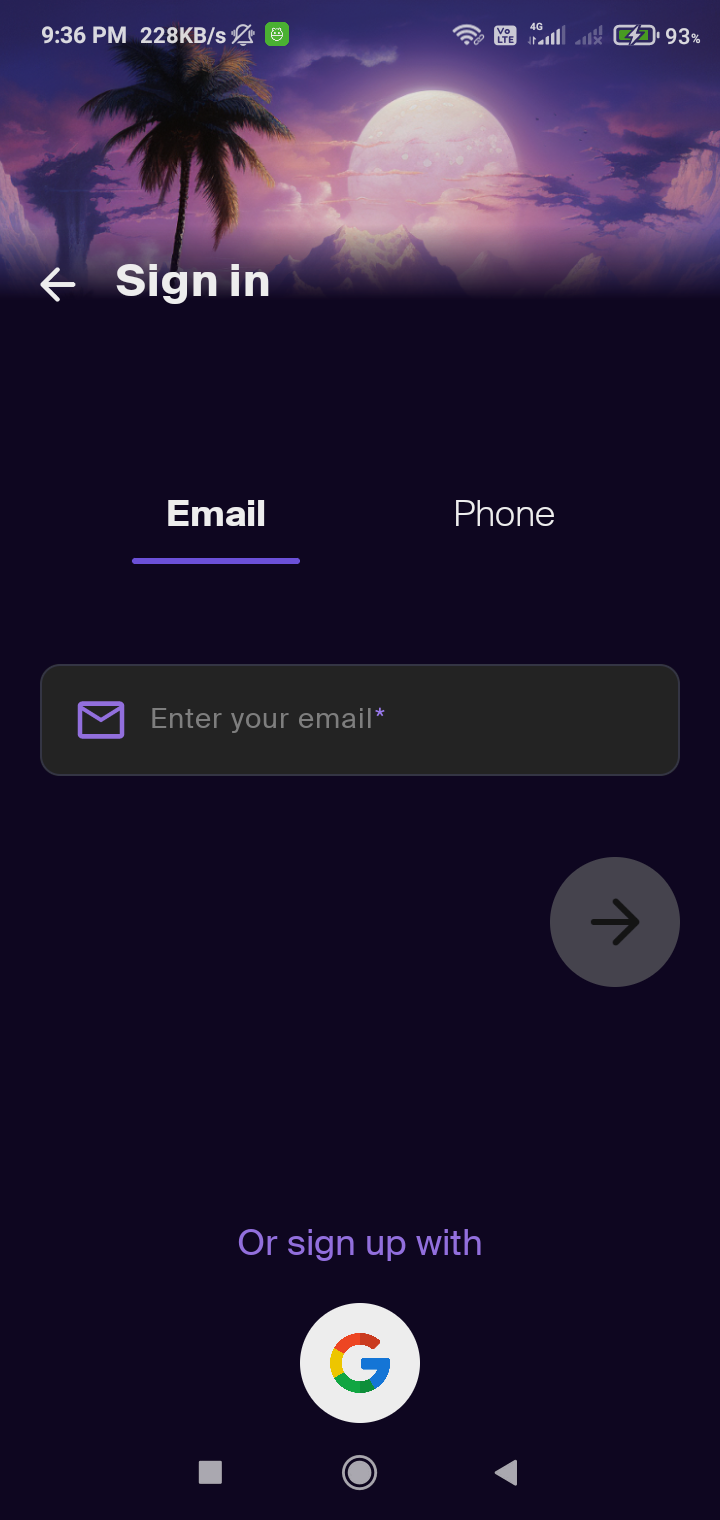 9:36 PM 228KB/s Vo LTE 4G 93%
Sign in
Email Phone
Enter your email*
Or sign up with